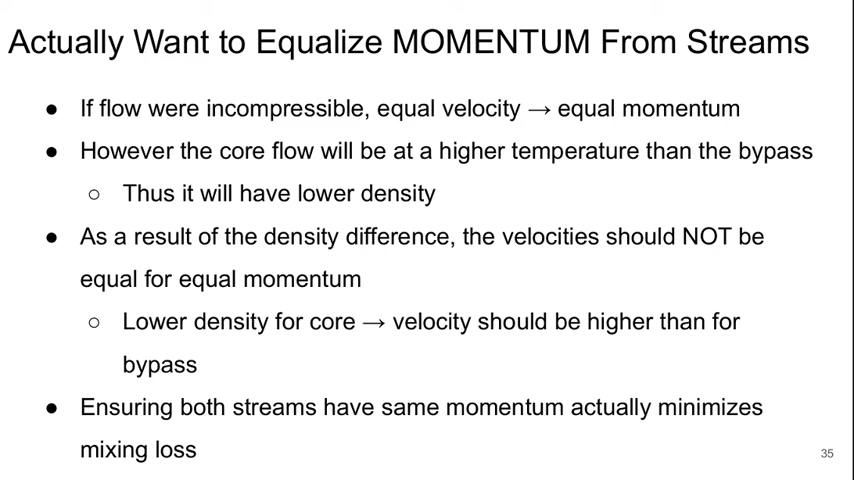 Actually Want to Equalize MOMENTUM From Streams
● If flow were incompressible, equal velocity → equal momentum
● However the core flow will be at a higher temperature than the bypass
○ Thus it will have lower density
● As a result of the density difference, the velocities should NOT be
equal for equal momentum
○ Lower density for core → velocity should be higher than for
bypass
● Ensuring both streams have same momentum actually minimizes
mixing loss
35